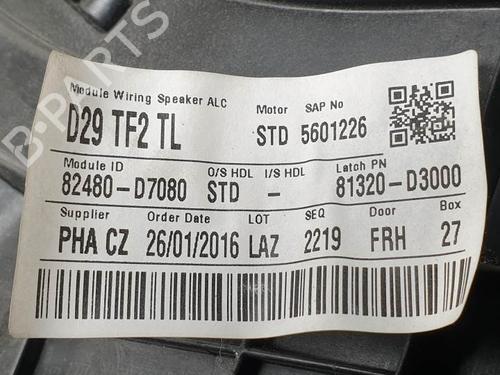 Module Wiring Speaker ALC Motor SAP No
D29 TF2 TL STD 5601226
Module ID O/S HDL I/S HDL Latch PN
82480-D7080 STD - 81320-D3000
Supplier Order Date LOT SEQ Door Box
PHA CZ 26/01/2016 LAZ 2219 FRH 27
B-PARTS